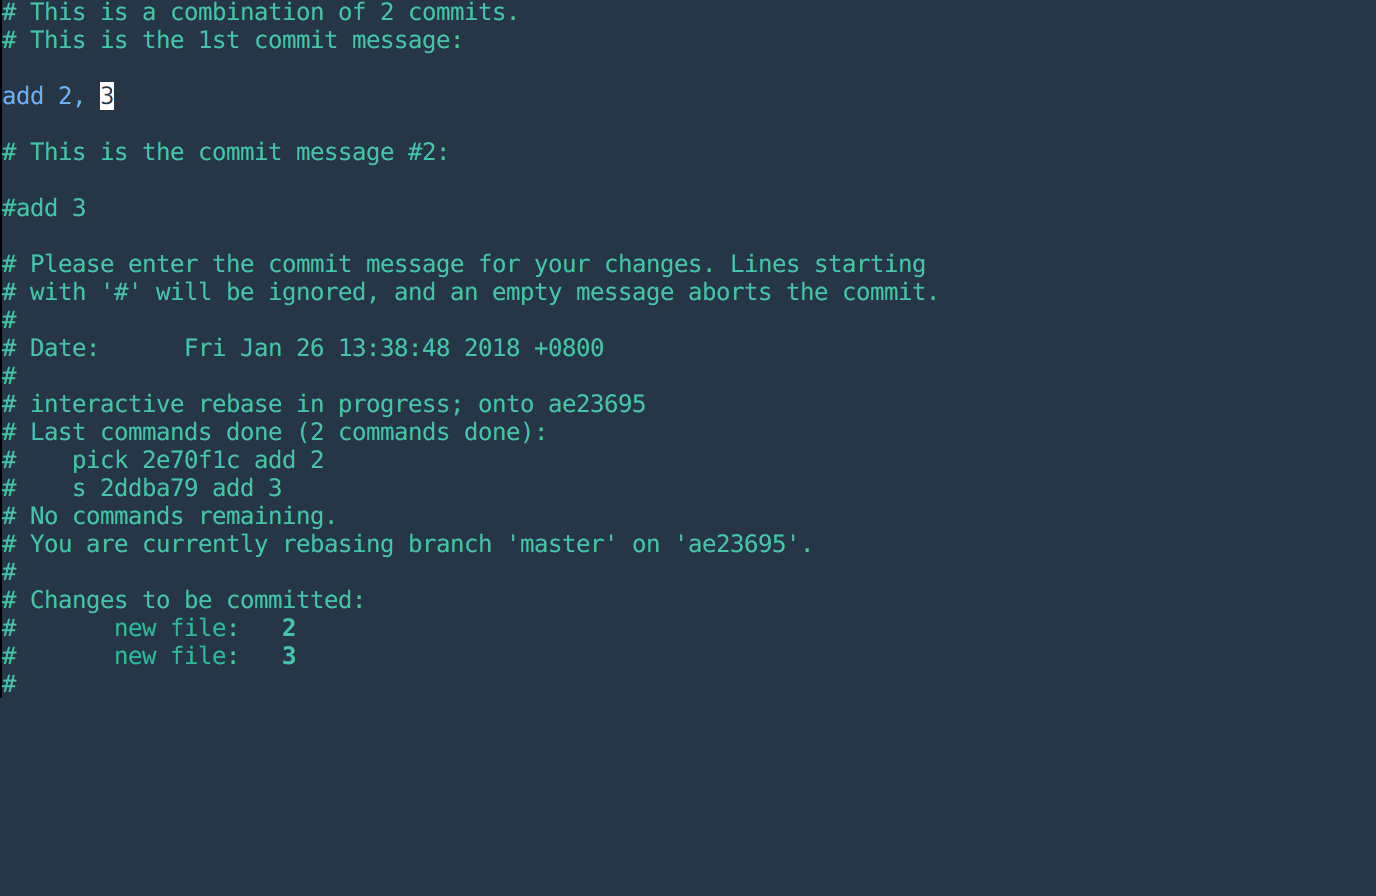 # This is a combination of 2 commits.
# This is the 1st commit message:

add 2, 3

# This is the commit message #2:

#add 3

# Please enter the commit message for your changes. Lines starting
# with '#' will be ignored, and an empty message aborts the commit.
#
# Date:      Fri Jan 26 13:38:48 2018 +0800
#
# interactive rebase in progress; onto ae23695
# Last commands done (2 commands done):
#    pick 2e70f1c add 2
#    s 2ddba79 add 3
# No commands remaining.
# You are currently rebasing branch 'master' on 'ae23695'.
#
# Changes to be committed:
#       new file:   2
#       new file:   3
#